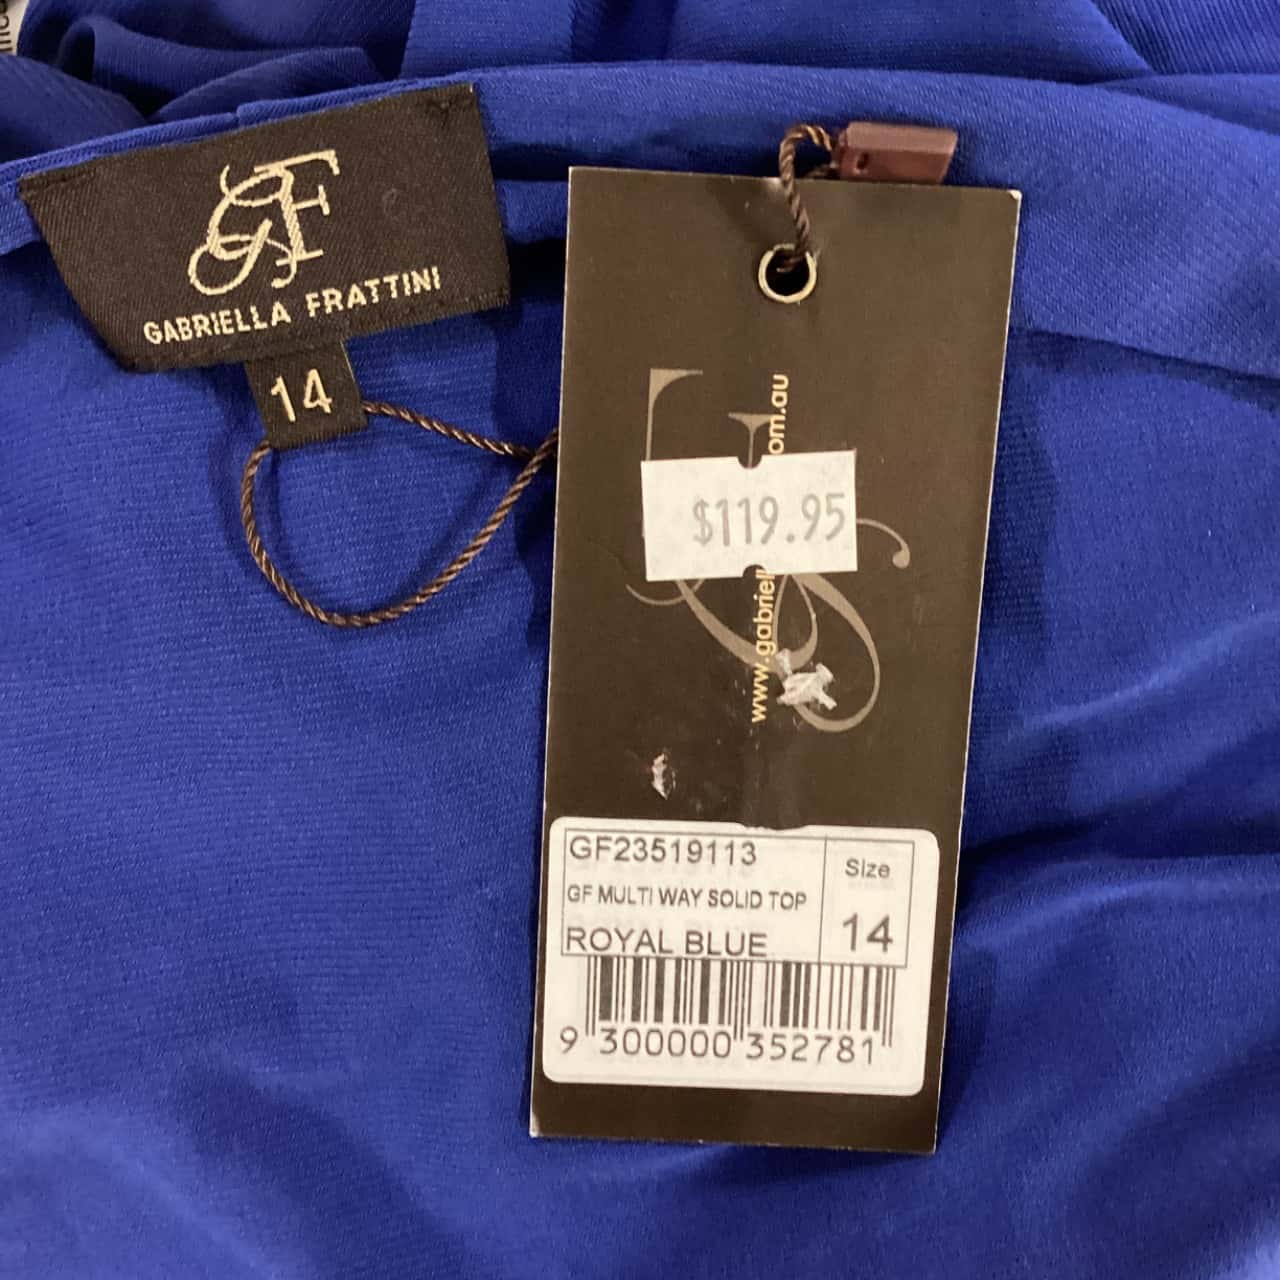 GF
GABRIELLA FRATTINI
14
$119.95
www.gabriell
om.au
GF23519113
GF MULTI WAY SOLID TOP
ROYAL BLUE
Size
14
9 300000 352781